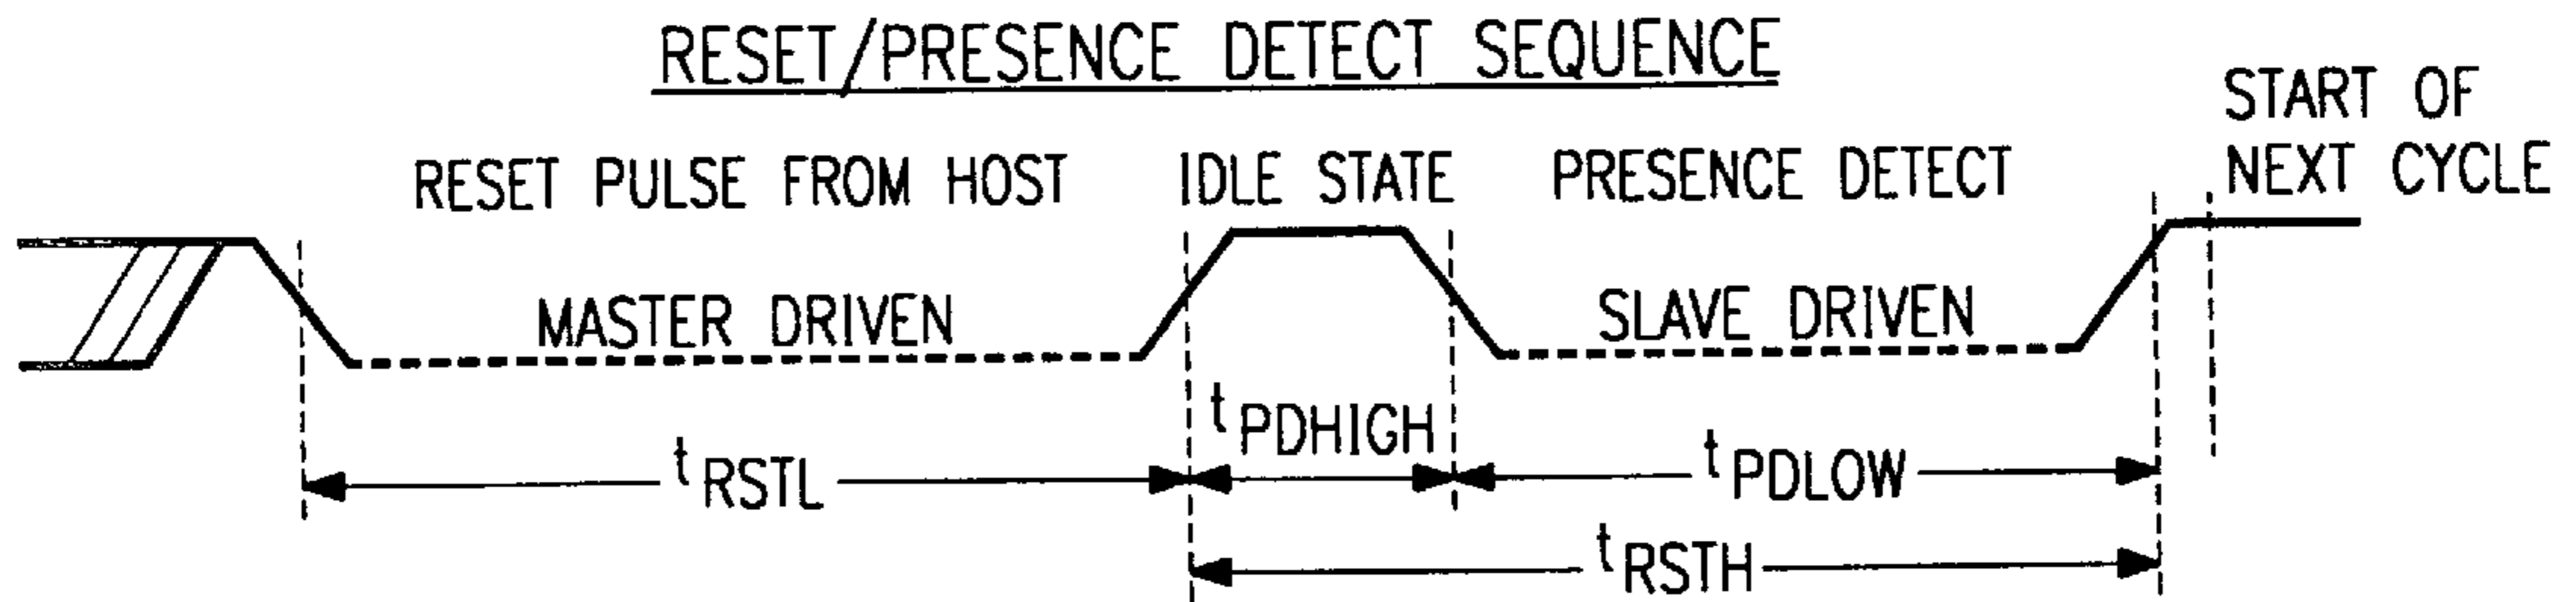 RESET/PRESENCE DETECT SEQUENCE
START OF
NEXT CYCLE
RESET PULSE FROM HOST
IDLE STATE
PRESENCE DETECT
MASTER DRIVEN
SLAVE DRIVEN
tPDHIGH
tRSTL
tPDLOW
tRSTH